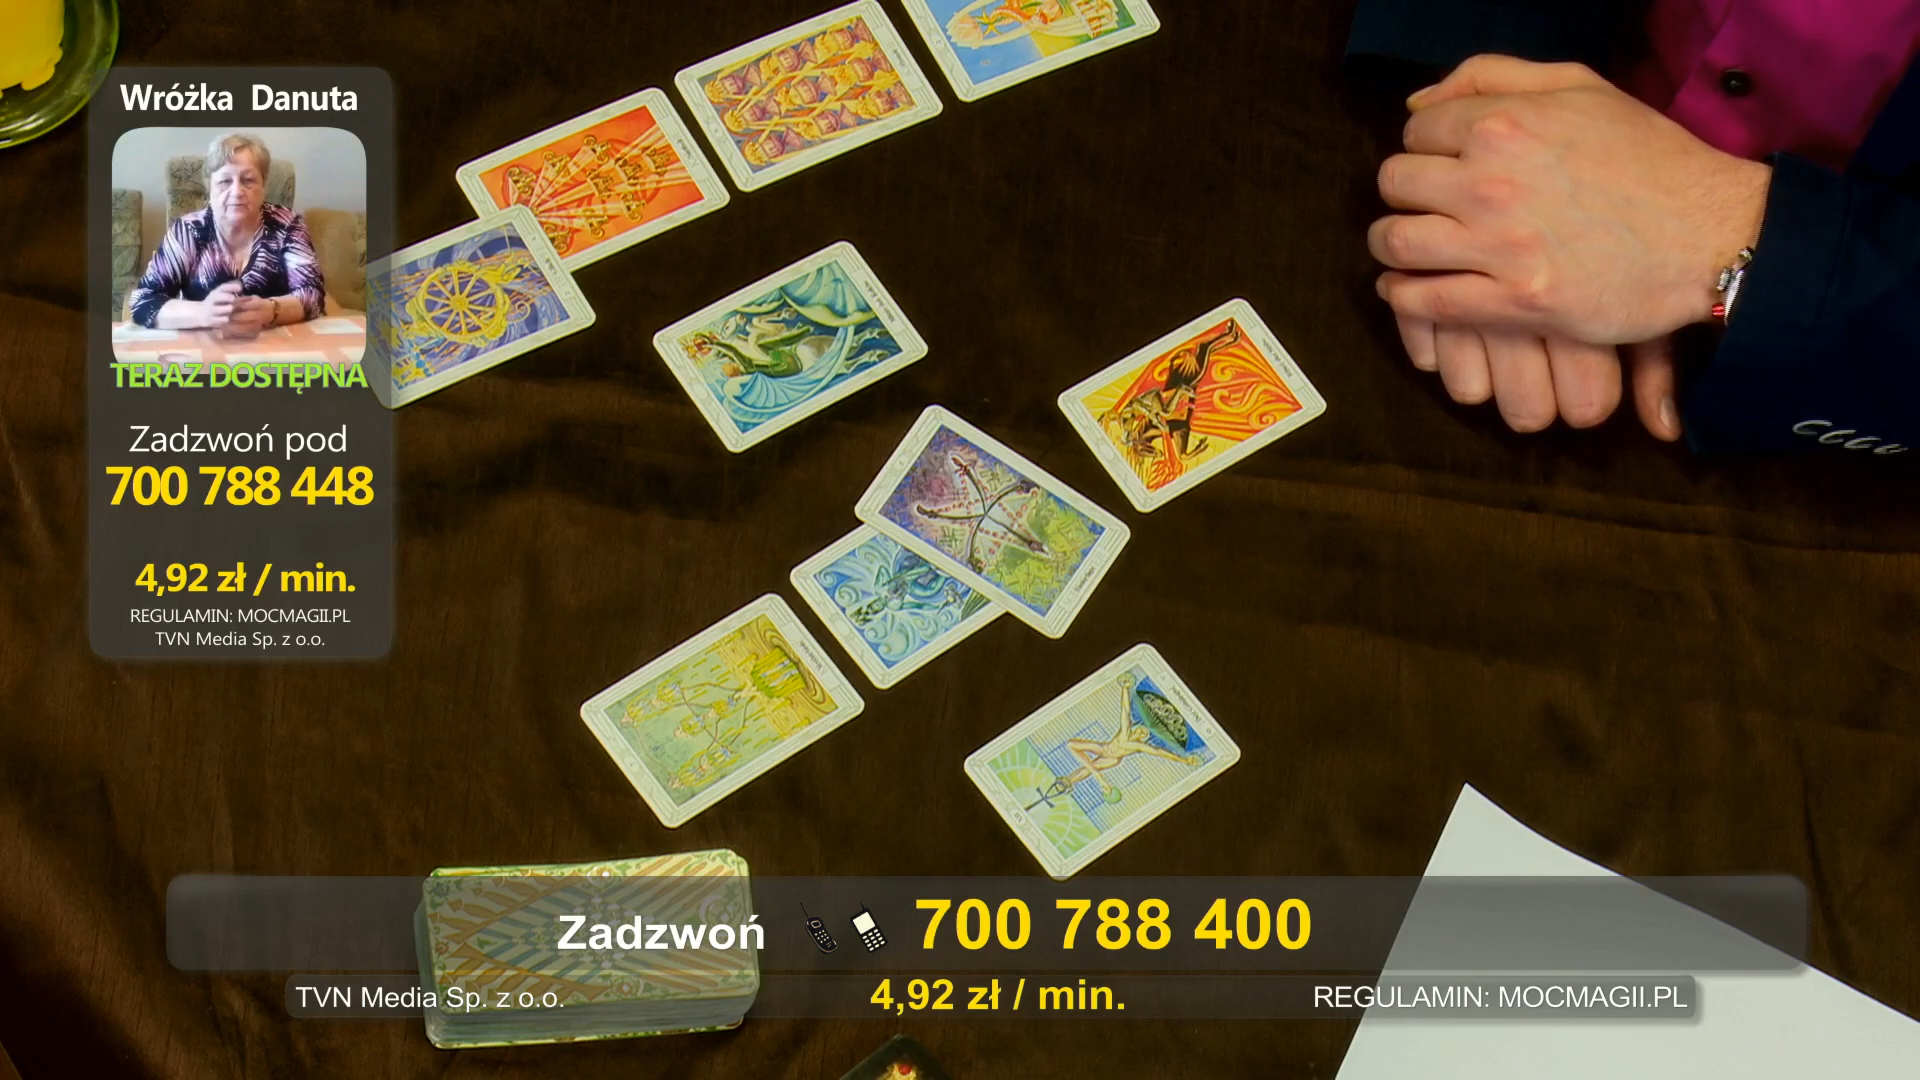 Wróżka Danuta
TERAZ DOSTĘPNA
Zadzwoń pod
700 788 448
4,92 zł / min.
REGULAMIN: MOCMAGII.PL
TVN Media Sp. z o.o.
Zadzwoń 700 788 400
TVN Media Sp. z o.o. 4,92 zł / min. REGULAMIN: MOCMAGII.PL